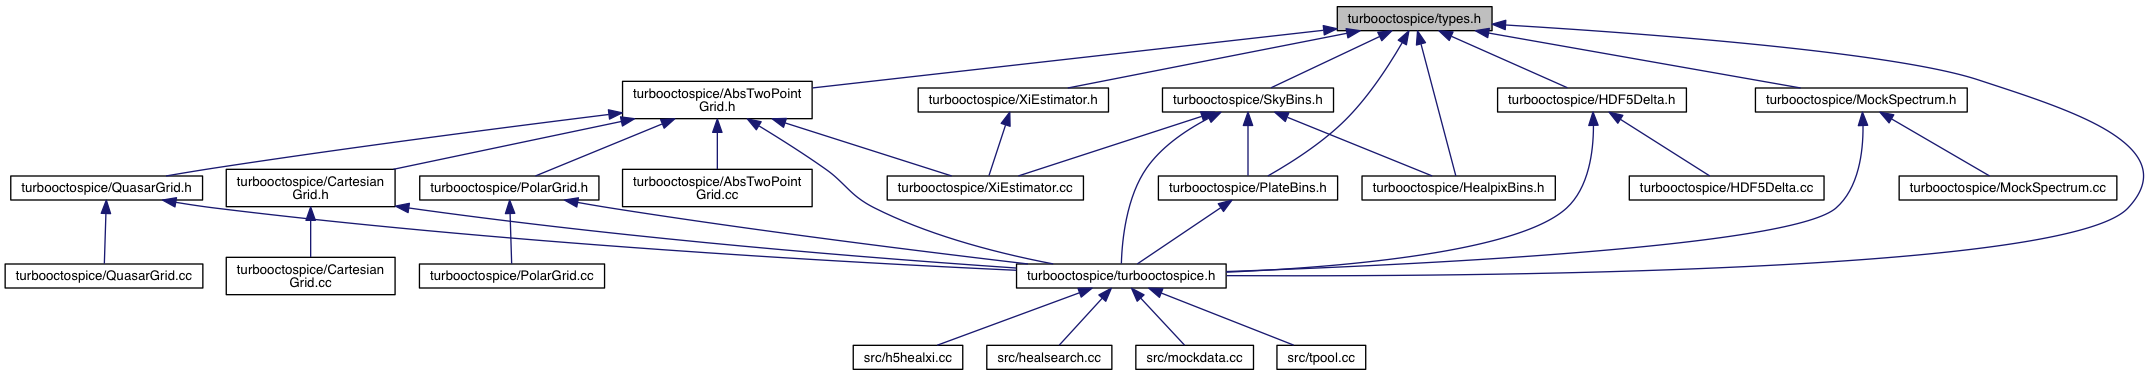 turbooctospice/types.h
turbooctospice/AbsTwoPoint
Grid.h
turbooctospice/XiEstimator.h
turbooctospice/SkyBins.h
turbooctospice/HDF5Delta.h
turbooctospice/MockSpectrum.h
turbooctospice/QuasarGrid.h
turbooctospice/Cartesian
Grid.h
turbooctospice/PolarGrid.h
turbooctospice/AbsTwoPoint
Grid.cc
turbooctospice/XiEstimator.cc
turbooctospice/PlateBins.h
turbooctospice/HealpixBins.h
turbooctospice/HDF5Delta.cc
turbooctospice/MockSpectrum.cc
turbooctospice/QuasarGrid.cc
turbooctospice/Cartesian
Grid.cc
turbooctospice/PolarGrid.cc
turbooctospice/turbooctospice.h
src/h5healxi.cc
src/healsearch.cc
src/mockdata.cc
src/tpool.cc